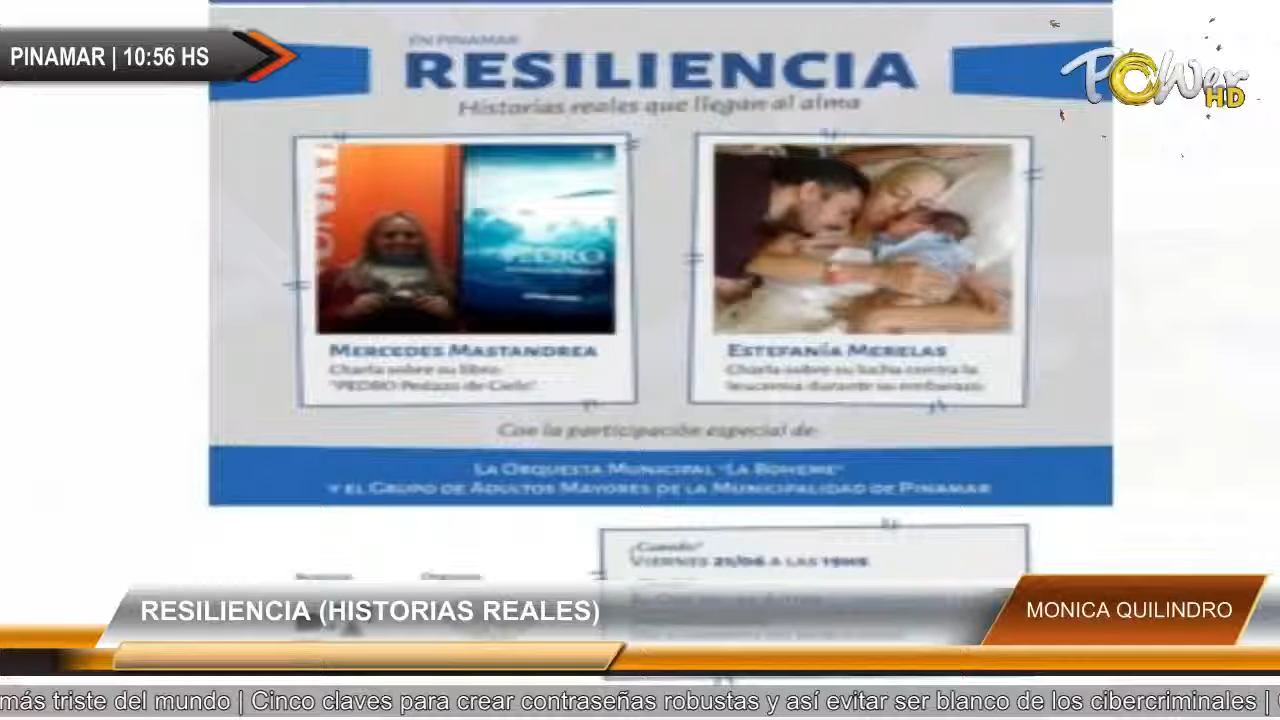 PINAMAR | 10:56 HS
EN PINAMAR
RESILIENCIA
Historias reales que llegan al alma
Power
HD
PEDRO
MERCEDES MASTANDREA
Charla sobre su libro
"PEDRO Pedazo de Cielo"
ESTEFANÍA MERELAS
Charla sobre su lucha contra la
leucemia durante su embarazo
Con la participación especial de:
LA ORQUESTA MUNICIPAL "LA BOHEME"
Y EL GRUPO DE ADULTOS MAYORES DE LA MUNICIPALIDAD DE PINAMAR
VIERNES 25/06 A LAS 19HS
RESILIENCIA (HISTORIAS REALES)
MONICA QUILINDRO
más triste del mundo | Cinco claves para crear contraseñas robustas y así evitar ser blanco de los cibercriminales |